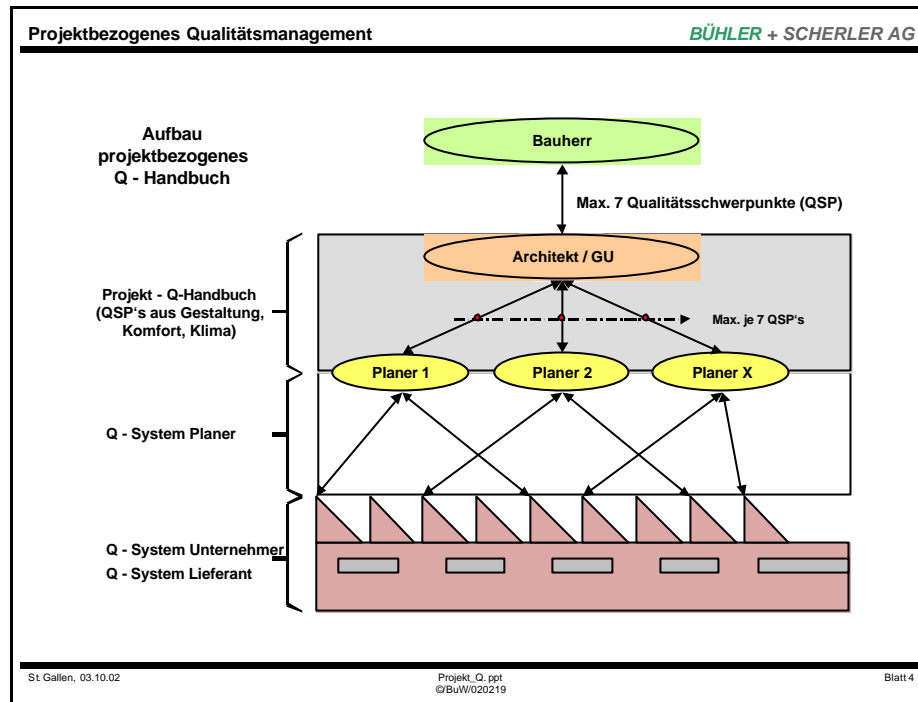 Projektbezogenes Qualitätsmanagement
BÜHLER + SCHERLER AG
Aufbau
projektbezogenes
Q - Handbuch
Bauherr
Max. 7 Qualitätsschwerpunkte (QSP)
Architekt / GU
Projekt - Q-Handbuch
(QSP‘s aus Gestaltung,
Komfort, Klima)
Max. je 7 QSP‘s
Planer 1
Planer 2
Planer X
Q - System Planer
Q - System Unternehmer
Q - System Lieferant
St. Gallen, 03.10.02
Projekt_Q.ppt
©/BuW/020219
Blatt 4